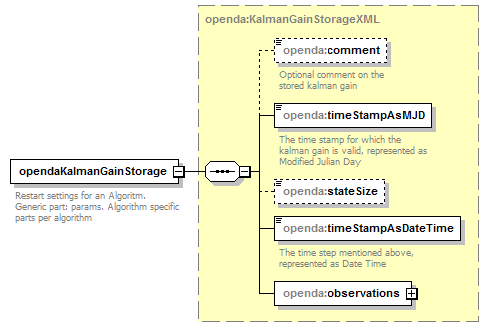 openda:KalmanGainStorageXML
openda:comment
Optional comment on the
stored kalman gain
openda:timeStampAsMJD
The time stamp for which the
kalman gain is valid, represented as
Modified Julian Day
opendaKalmanGainStorage
Restart settings for an Algoritm.
Generic part: params. Algorithm specific
parts per algorithm
openda:stateSize
openda:timeStampAsDateTime
The time step mentioned above,
represented as Date Time
openda:observations